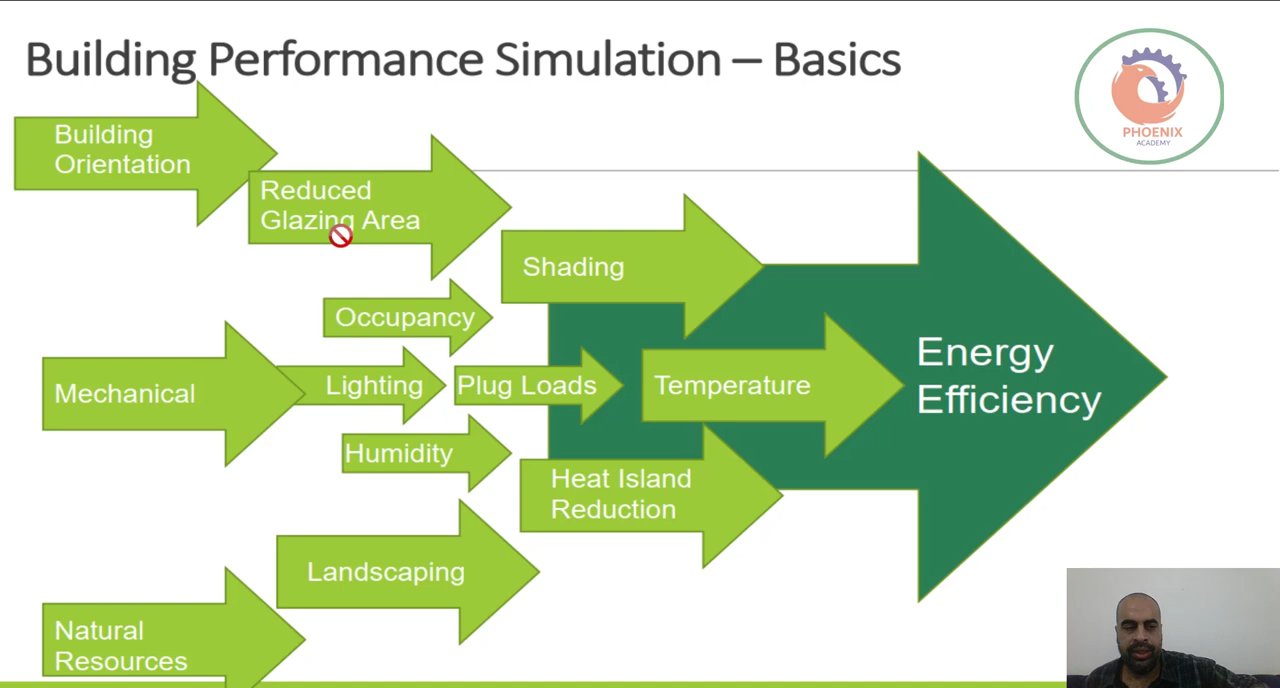 Building Performance Simulation – Basics
PHOENIX
ACADEMY
Building
Orientation
Reduced
Glazing Area
Shading
Occupancy
Mechanical
Lighting
Plug Loads
Temperature
Energy
Efficiency
Humidity
Heat Island
Reduction
Landscaping
Natural
Resources